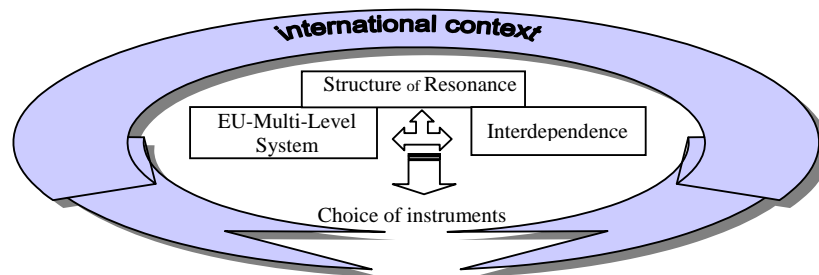 international context
Structure of Resonance
EU-Multi-Level
System
Interdependence
Choice of instruments